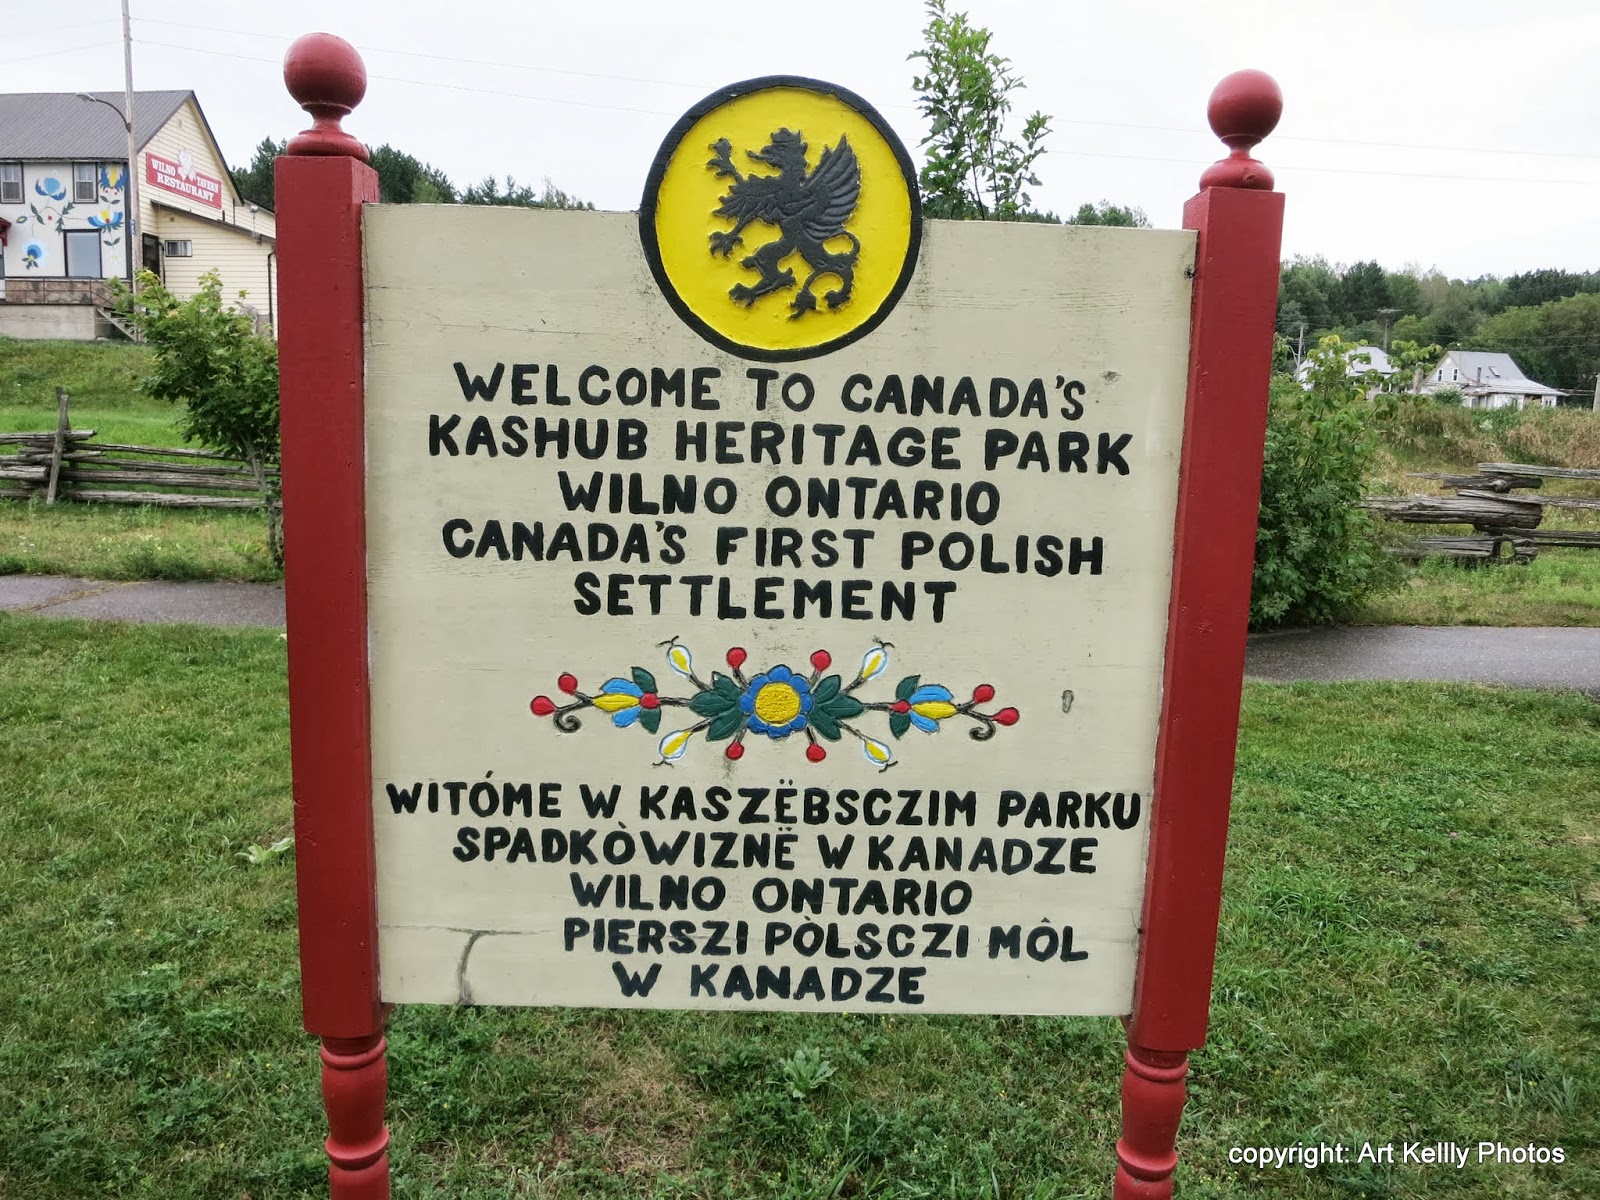 WILNO TAVERN
RESTAURANT
WELCOME TO CANADA'S
KASHUB HERITAGE PARK
WILNO ONTARIO
CANADA'S FIRST POLISH
SETTLEMENT
WITÓME W KASZËBSCZIM PARKU
SPADKÒWIZNË W KANADZE
WILNO ONTARIO
PIERSZI PÒLSCZI MÔL
W KANADZE
copyright: Art Kellly Photos